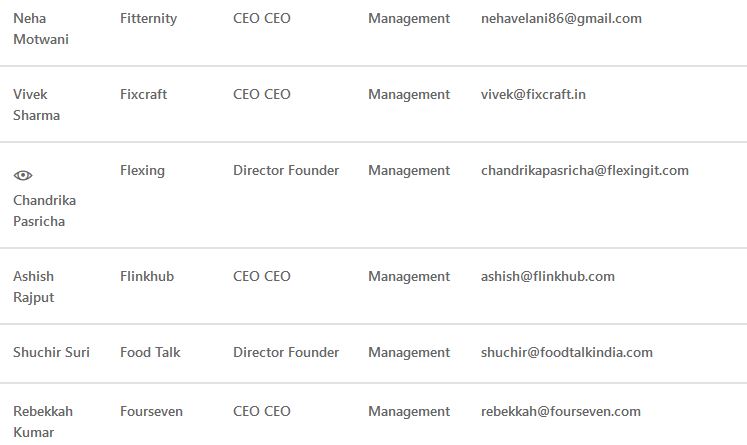 Neha Fitternity CEO CEO Management nehavelani86@gmail.com
Motwani
Vivek Fixcraft CEO CEO Management vivek@fixcraft.in
Sharma
Flexing Director Founder Management chandrikapasricha@flexingit.com
Chandrika
Pasricha
Ashish Flinkhub CEO CEO Management ashish@flinkhub.com
Rajput
Shuchir Suri Food Talk Director Founder Management shuchir@foodtalkindia.com
Rebekkah Fourseven CEO CEO Management rebekkah@fourseven.com
Kumar